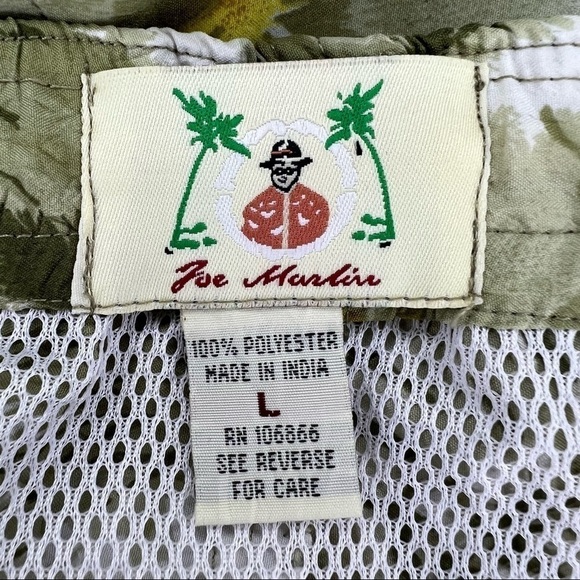 Joe Marlin
100% POLYESTER
MADE IN INDIA
L
RN 106866
SEE REVERSE
FOR CARE